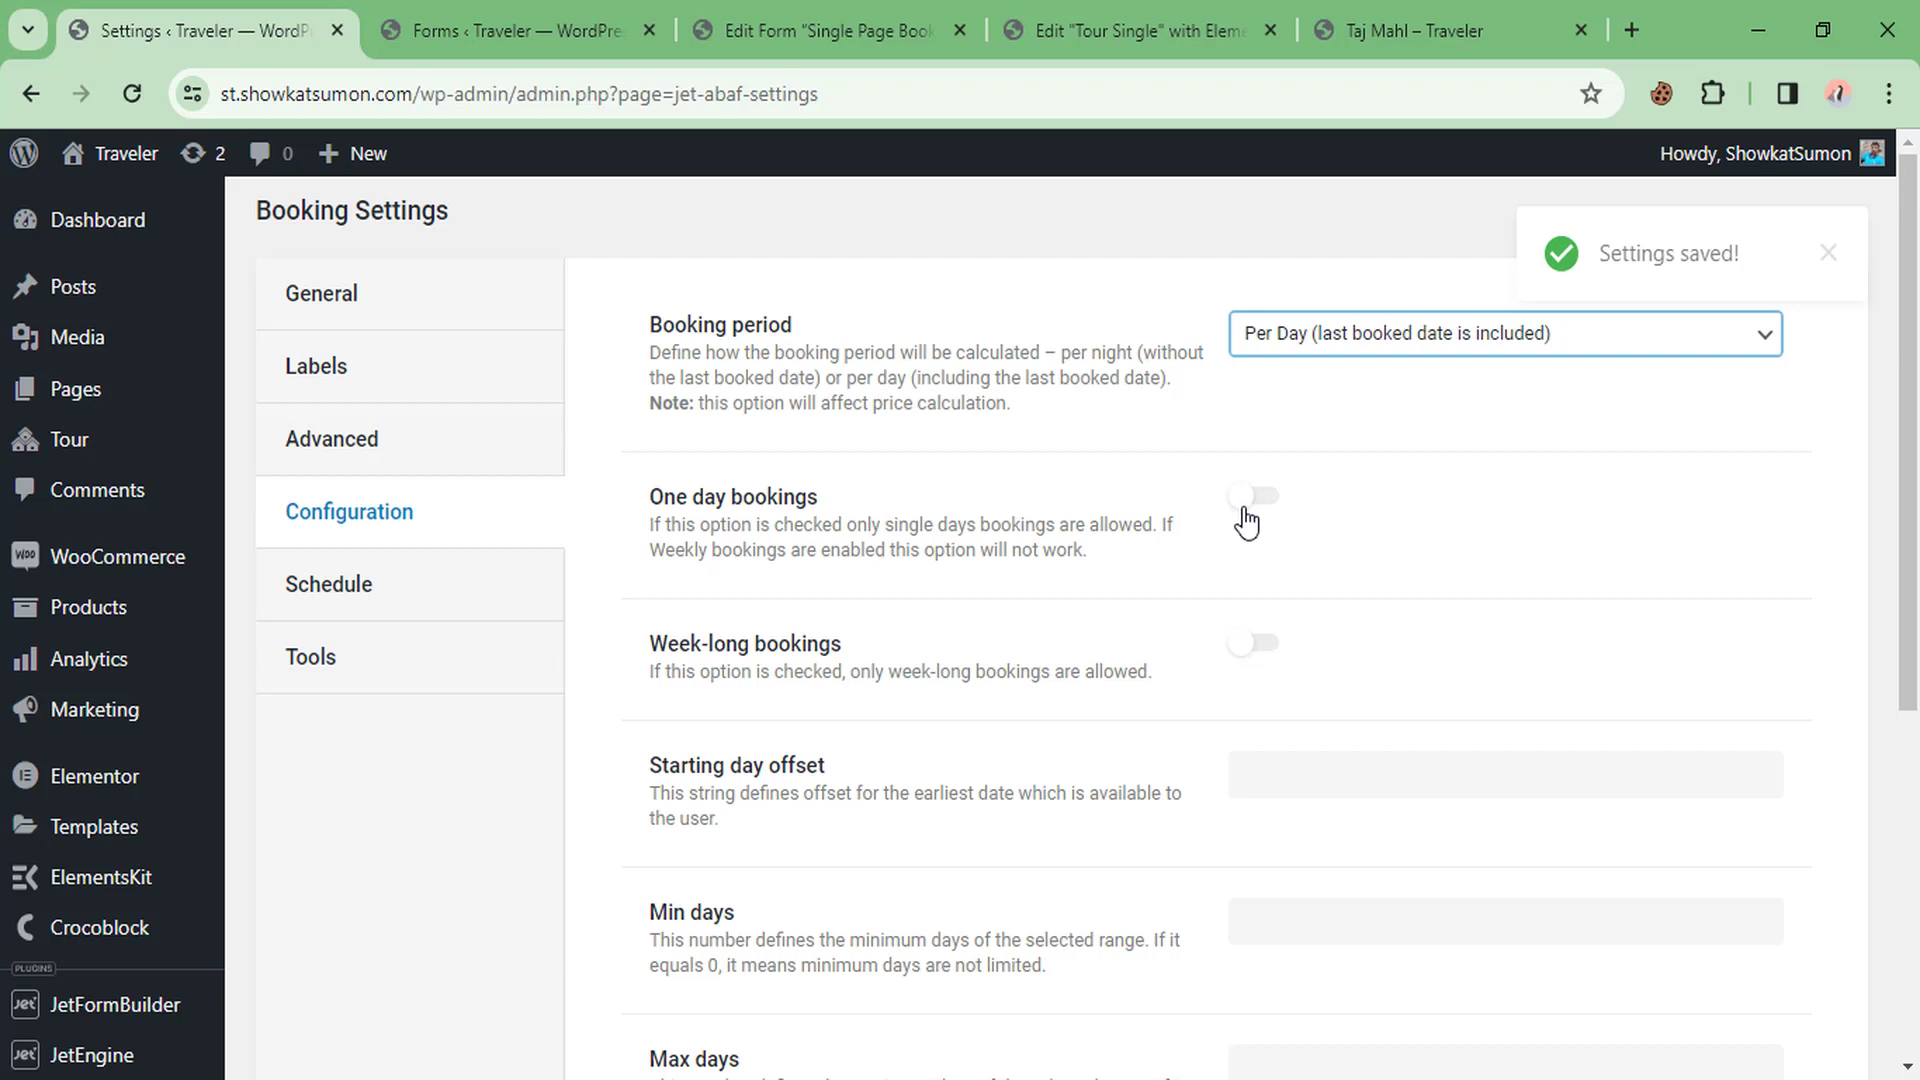 Settings ‹ Traveler — WordP
Forms ‹ Traveler — WordPre
Edit Form "Single Page Book
Edit "Tour Single" with Eleme
Taj Mahl – Traveler
st.showkatsumon.com/wp-admin/admin.php?page=jet-abaf-settings
Traveler
2
0
New
Howdy, ShowkatSumon
Dashboard
Posts
Media
Pages
Tour
Comments
WooCommerce
Products
Analytics
Marketing
Elementor
Templates
ElementsKit
Crocoblock
PLUGINS
JetFormBuilder
JetEngine
Booking Settings
Settings saved!
General
Labels
Advanced
Configuration
Schedule
Tools
Booking period
Define how the booking period will be calculated – per night (without
the last booked date) or per day (including the last booked date).
Note: this option will affect price calculation.
Per Day (last booked date is included)
One day bookings
If this option is checked only single days bookings are allowed. If
Weekly bookings are enabled this option will not work.
Week-long bookings
If this option is checked, only week-long bookings are allowed.
Starting day offset
This string defines offset for the earliest date which is available to
the user.
Min days
This number defines the minimum days of the selected range. If it
equals 0, it means minimum days are not limited.
Max days